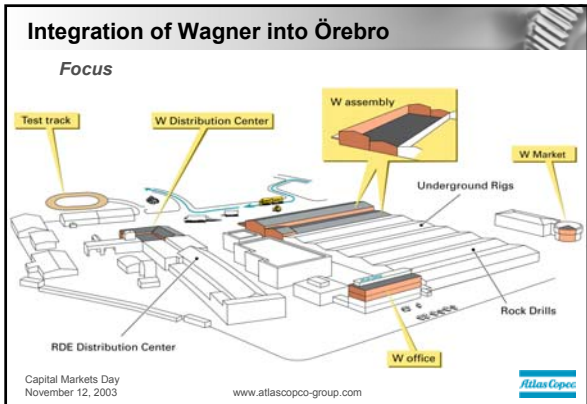 Integration of Wagner into Örebro
Focus
W assembly
Test track
W Distribution Center
W Market
Underground Rigs
Rock Drills
RDE Distribution Center
W office
Capital Markets Day
November 12, 2003
www.atlascopco-group.com
Atlas Copco